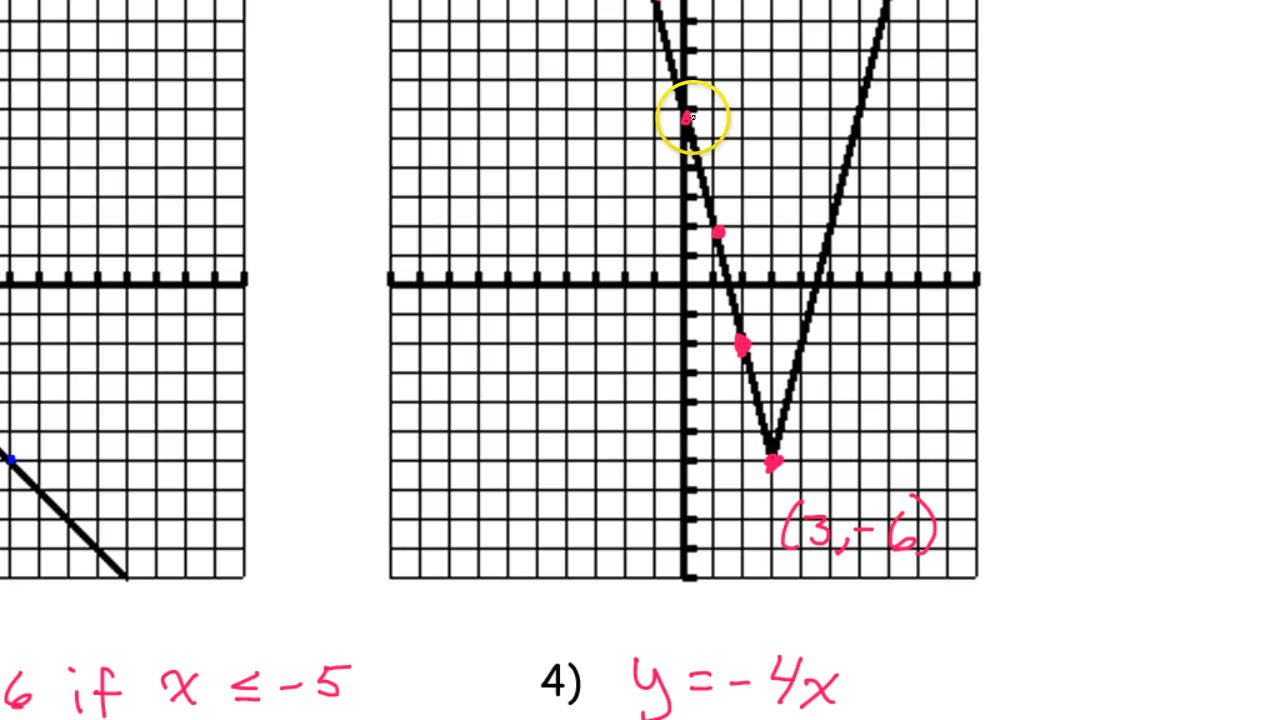 (3,-6)
6 if x ≤ -5
4) y = -4x